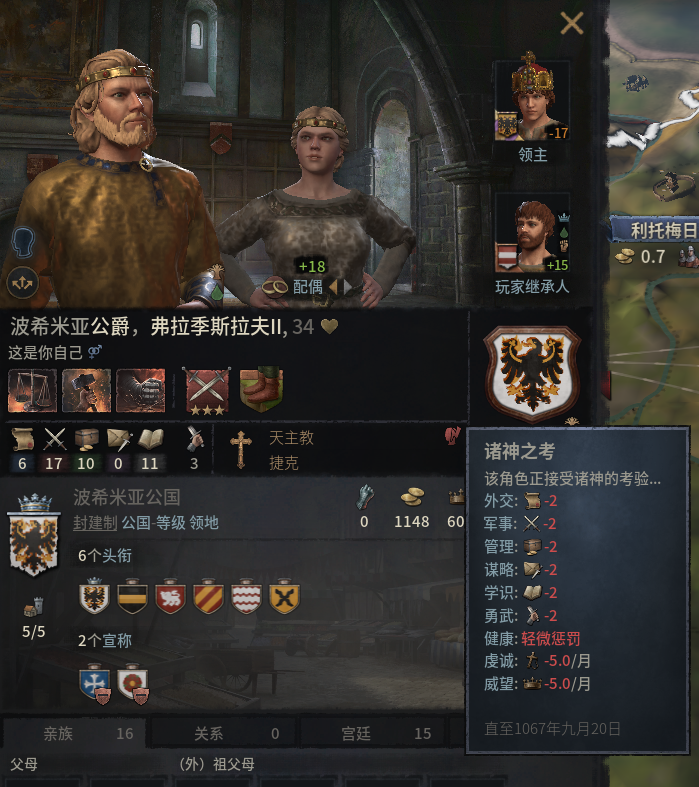 -17
领主
+15
玩家继承人
+18
配偶
利托梅日
0.7
波希米亚公爵，弗拉季斯拉夫II, 34
这是你自己
6 17 10 0 11 3
天主教
捷克
波希米亚公国
封建制 公国-等级 领地
0 1148 60
6个头衔
5/5
2个宣称
诸神之考
该角色正接受诸神的考验...
外交: -2
军事: -2
管理: -2
谋略: -2
学识: -2
勇武: -2
健康: 轻微惩罚
虔诚: -5.0/月
威望: -5.0/月
直至1067年九月20日
亲族 16 关系 0 宫廷 15
父母 （外）祖父母